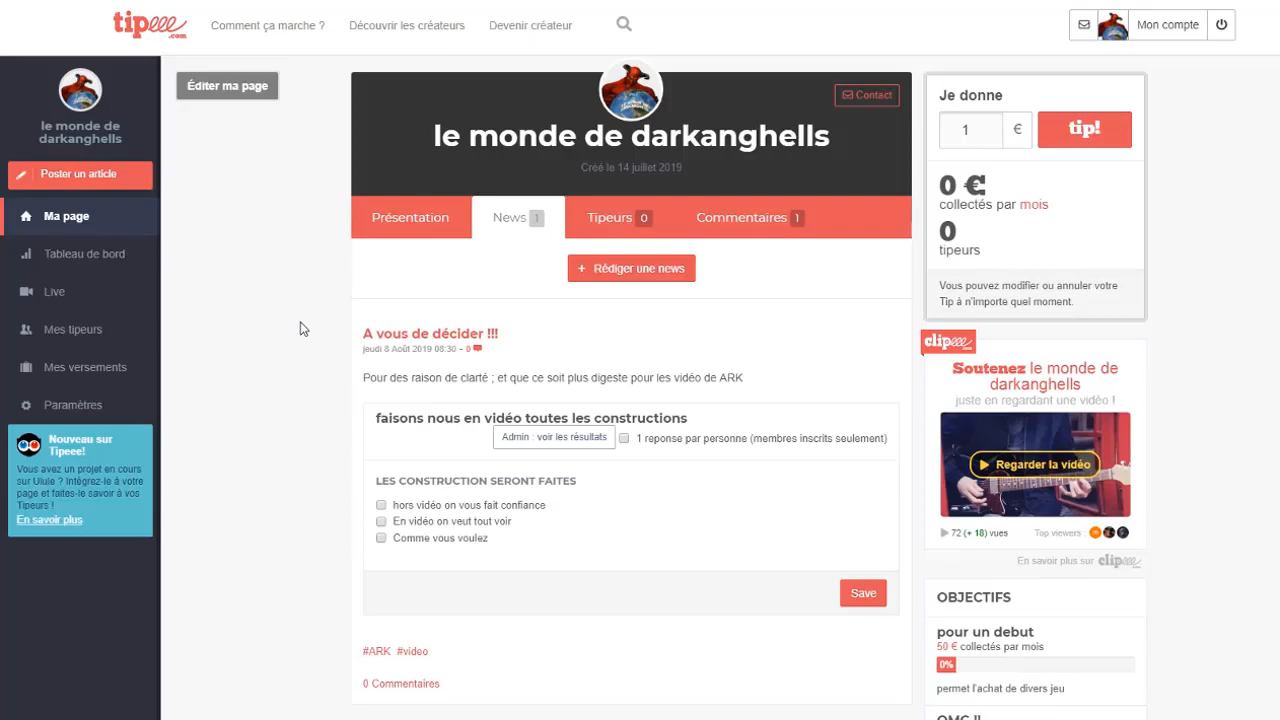 tipeee
.com
Comment ça marche ?
Découvrir les créateurs
Devenir créateur
Mon compte
le monde de
darkanghells
Poster un article
Ma page
Tableau de bord
Live
Mes tipeurs
Mes versements
Paramètres
Nouveau sur
Tipeee!
Vous avez un projet en cours
sur Ulule ? Intégrez-le à votre
page et faites-le savoir à vos
Tipeurs !
En savoir plus
Éditer ma page
Contact
le monde de darkanghells
Créé le 14 juillet 2019
Présentation
News 1
Tipeurs 0
Commentaires 1
+ Rédiger une news
A vous de décider !!!
jeudi 8 Août 2019 08:30 - 0
Pour des raison de clarté ; et que ce soit plus digeste pour les vidéo de ARK
faisons nous en vidéo toutes les constructions
Admin : voir les résultats
1 reponse par personne (membres inscrits seulement)
LES CONSTRUCTION SERONT FAITES
hors vidéo on vous fait confiance
En vidéo on veut tout voir
Comme vous voulez
Save
#ARK #video
0 Commentaires
Je donne
1 €
tip!
0 €
collectés par mois
0
tipeurs
Vous pouvez modifier ou annuler votre
Tip à n'importe quel moment.
clipeee
Soutenez le monde de
darkanghells
juste en regardant une vidéo !
Regarder la vidéo
72 (+ 18) vues
Top viewers :
En savoir plus sur clipeee
OBJECTIFS
pour un debut
50 € collectés par mois
0%
permet l'achat de divers jeu
OMG !!